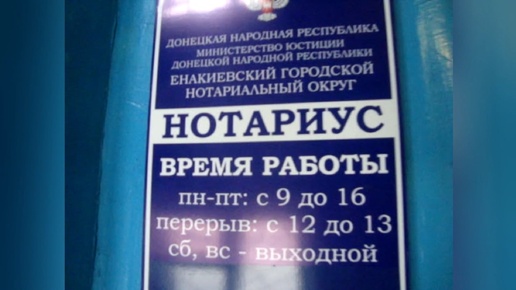 ДОНЕЦКАЯ НАРОДНАЯ РЕСПУБЛИКА
МИНИСТЕРСТВО ЮСТИЦИИ
ДОНЕЦКОЙ НАРОДНОЙ РЕСПУБЛИКИ
ЕНАКИЕВСКИЙ ГОРОДСКОЙ
НОТАРИАЛЬНЫЙ ОКРУГ
НОТАРИУС
ВРЕМЯ РАБОТЫ
пн-пт: с 9 до 16
перерыв: с 12 до 13
сб, вс - выходной